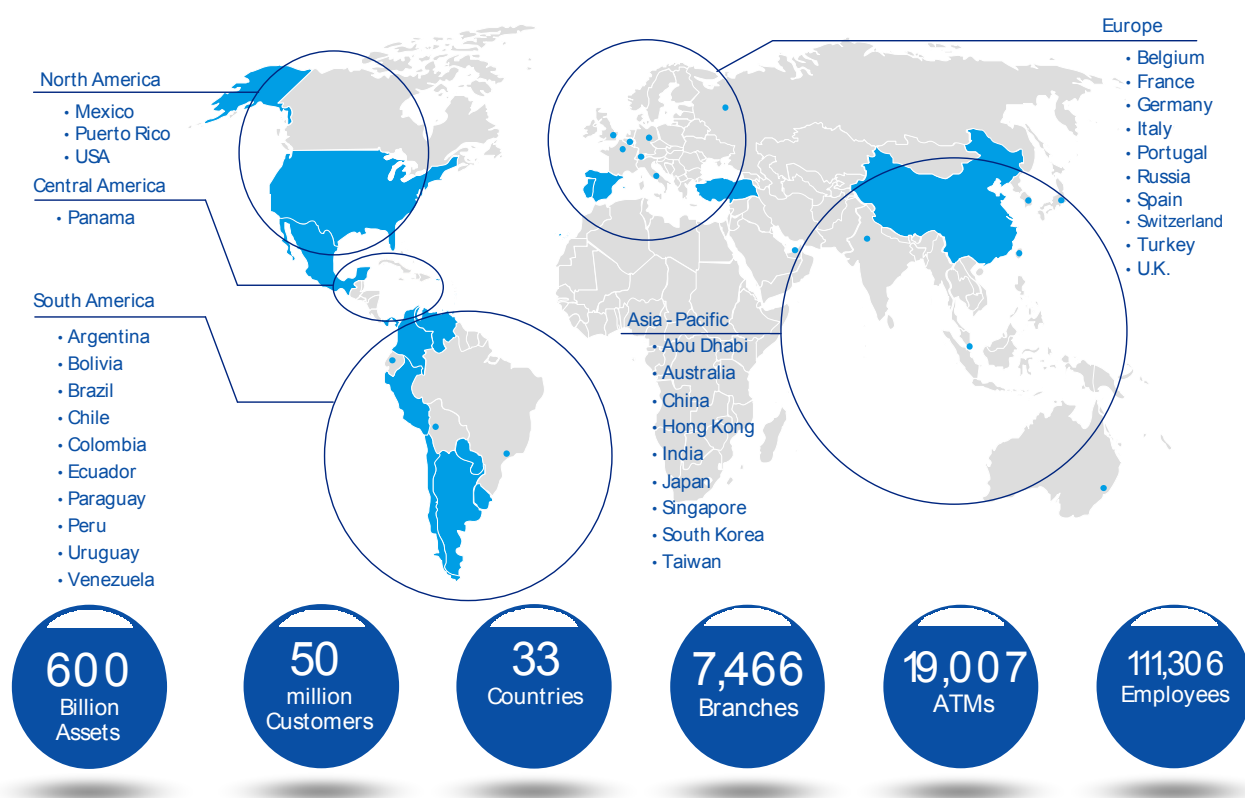 North America
• Mexico
• Puerto Rico
• USA
Central America
• Panama
South America
• Argentina
• Bolivia
• Brazil
• Chile
• Colombia
• Ecuador
• Paraguay
• Peru
• Uruguay
• Venezuela
Europe
• Belgium
• France
• Germany
• Italy
• Portugal
• Russia
• Spain
• Switzerland
• Turkey
• U.K.
Asia - Pacific
• Abu Dhabi
• Australia
• China
• Hong Kong
• India
• Japan
• Singapore
• South Korea
• Taiwan
600
Billion
Assets
50
million
Customers
33
Countries
7,466
Branches
19,007
ATMs
111,306
Employees